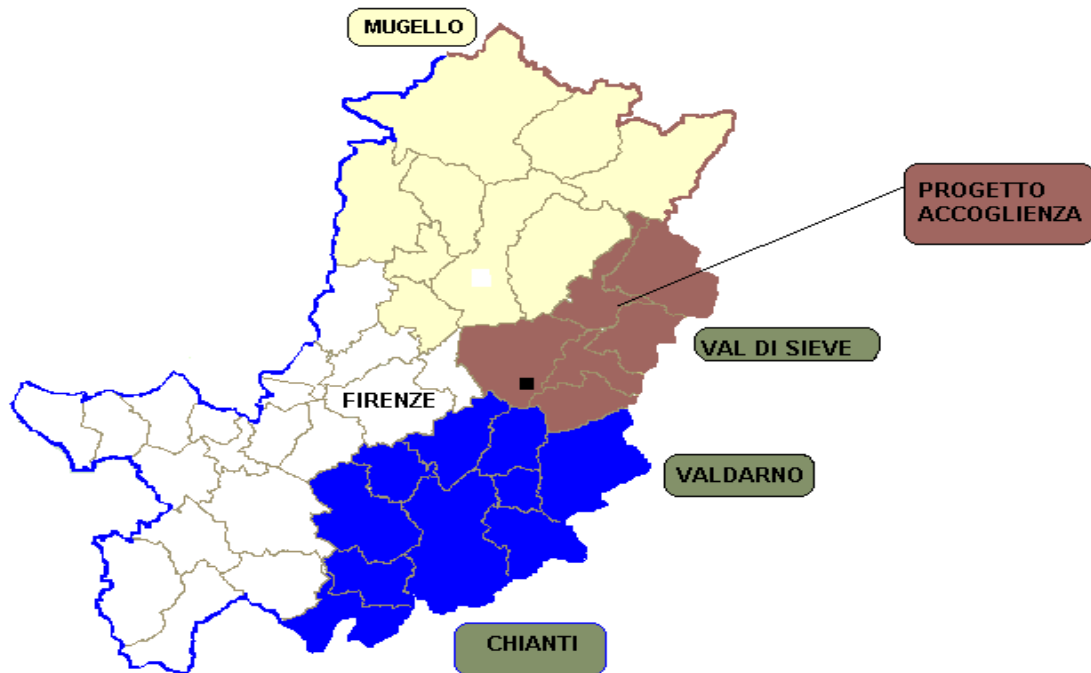 MUGELLO
PROGETTO
ACCOGLIENZA
VAL DI SIEVE
FIRENZE
VALDARNO
CHIANTI